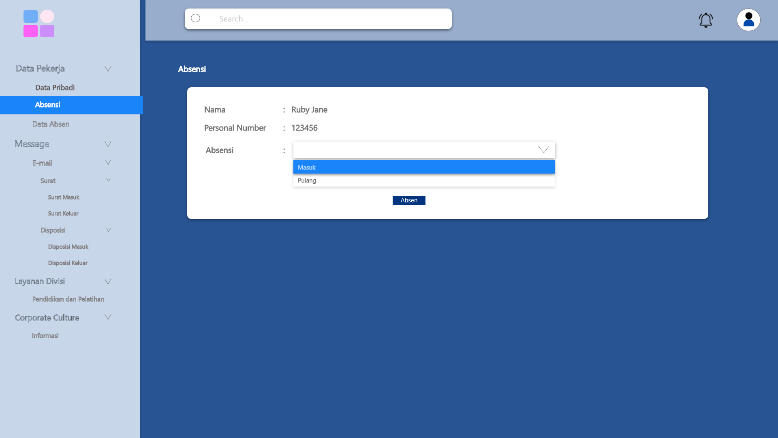 Search...
Data Pekerja
Data Pribadi
Absensi
Data Absen
Message
E-mail
Surat
Surat Masuk
Surat Keluar
Disposisi
Disposisi Masuk
Disposisi Keluar
Layanan Divisi
Pendidikan dan Pelatihan
Corporate Culture
Informasi
Absensi
Nama : Ruby Jane
Personal Number : 123456
Absensi :
Masuk
Pulang
Absen